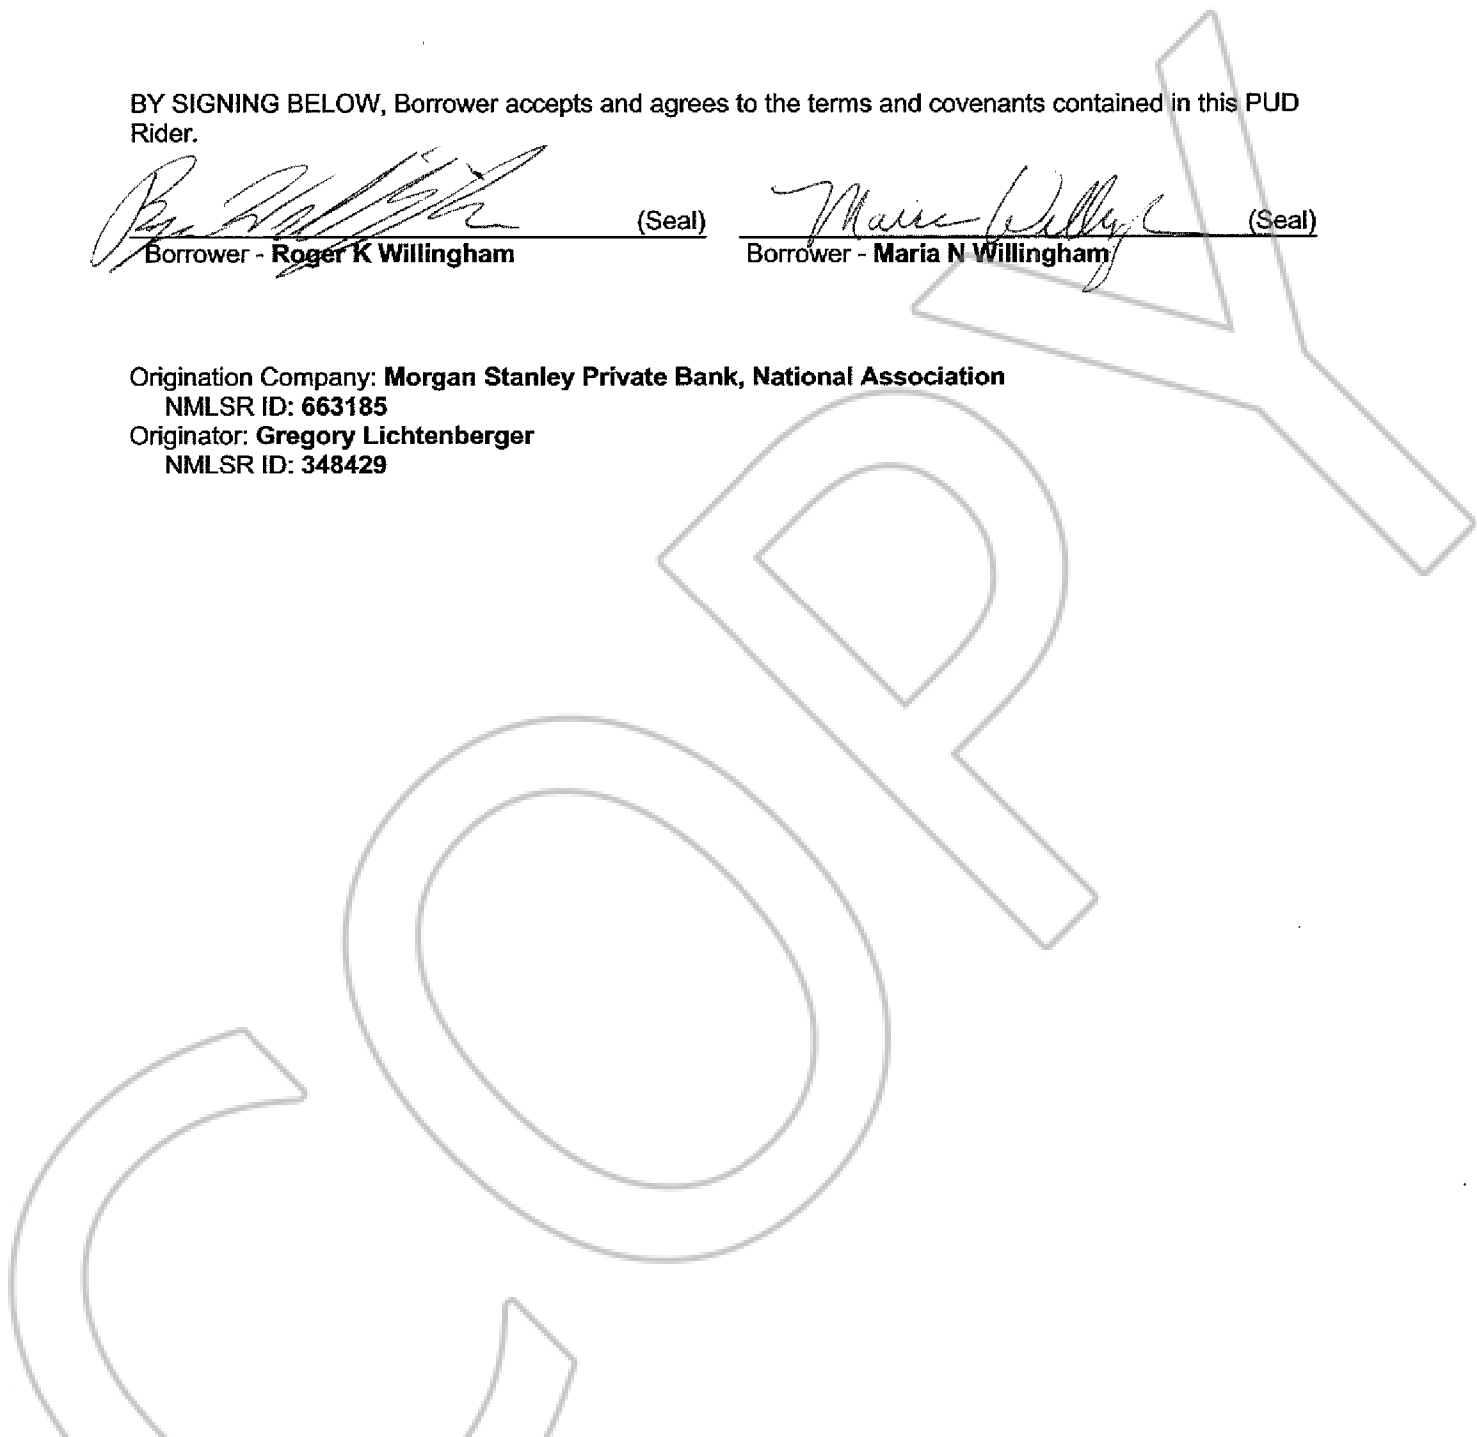 BY SIGNING BELOW, Borrower accepts and agrees to the terms and covenants contained in this PUD
Rider.
(Seal) Maria (Seal)
Borrower - Roger K Willingham Borrower - Maria N Willingham
Origination Company: Morgan Stanley Private Bank, National Association
NMLSR ID: 663185
Originator: Gregory Lichtenberger
NMLSR ID: 348429
COPY